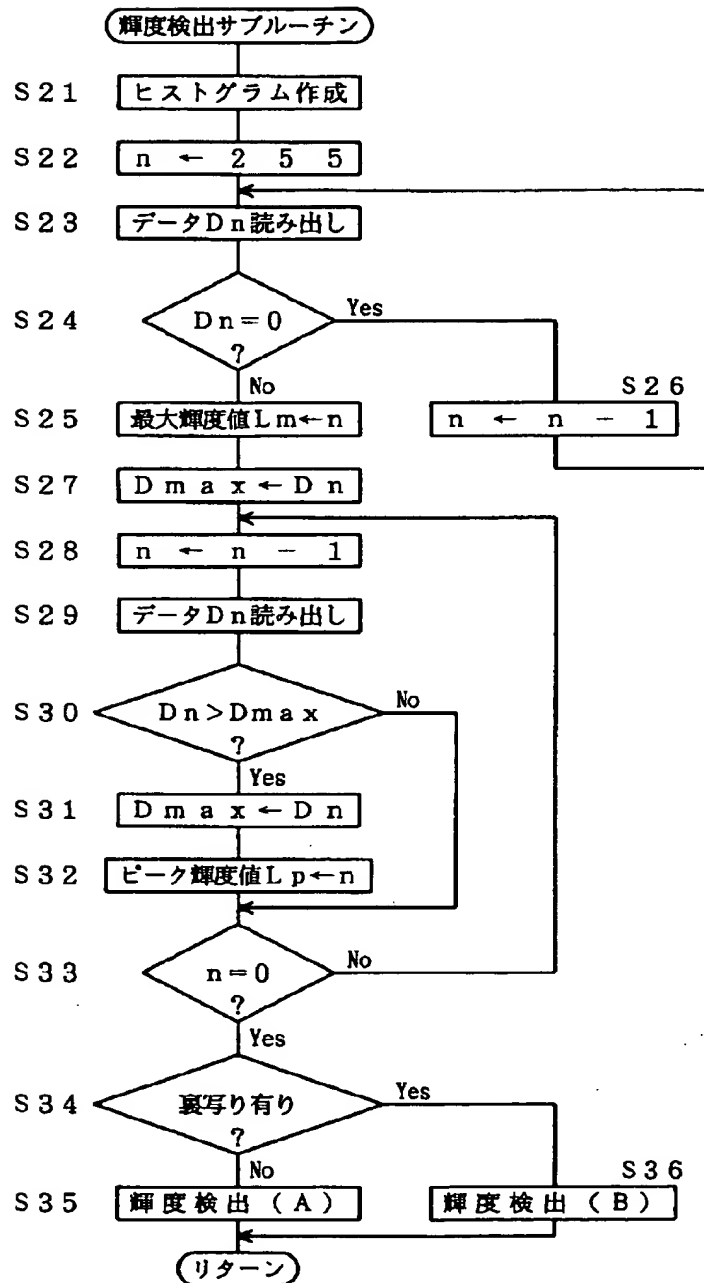 輝度検出サブルーチン
S21 ヒストグラム作成
S22 n ← 2 5 5
S23 データDn読み出し
S24 Dn=0 Yes
?
No
S26
S25 最大輝度値Lm←n n ← n - 1
S27 Dmax←Dn
S28 n ← n - 1
S29 データDn読み出し
S30 Dn>Dmax No
?
Yes
S31 Dmax←Dn
S32 ピーク輝度値Lp←n
S33 n=0 No
?
Yes
S34 裏写り有り Yes
?
No
S36
S35 輝度検出(A) 輝度検出(B)
リターン